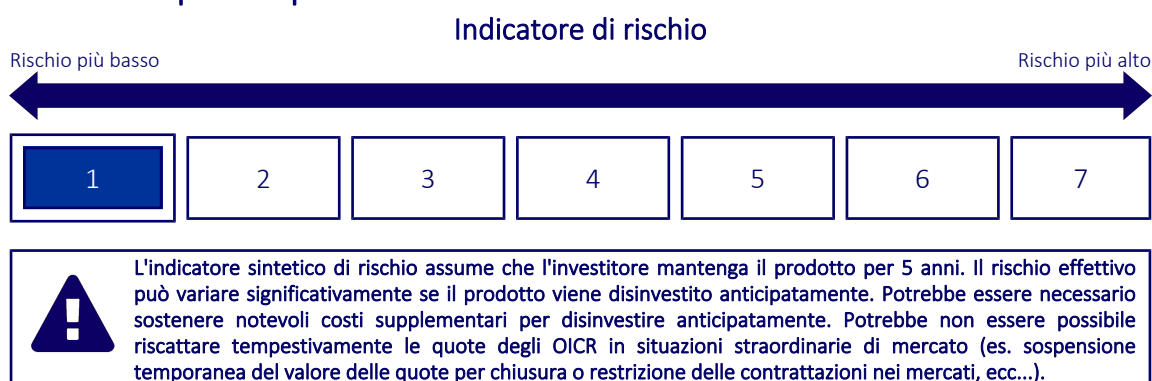 Indicatore di rischio
Rischio più basso
Rischio più alto
1
2
3
4
5
6
7
L'indicatore sintetico di rischio assume che l'investitore mantenga il prodotto per 5 anni. Il rischio effettivo
può variare significativamente se il prodotto viene disinvestito anticipatamente. Potrebbe essere necessario
sostenere notevoli costi supplementari per disinvestire anticipatamente. Potrebbe non essere possibile
riscattare tempestivamente le quote degli OICR in situazioni straordinarie di mercato (es. sospensione
temporanea del valore delle quote per chiusura o restrizione delle contrattazioni nei mercati, ecc...).